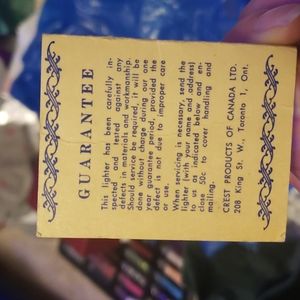 GUARANTEE
This lighter has been carefully in-
spected and tested against any
defects in materials and workmanship.
Should service be required, it will be
done without charge during our one
year guarantee period, provided the
defect is not due to improper care
or use.
When servicing is necessary, send the
lighter (with your name and address)
to us as indicated below and en-
close 50c to cover handling and
mailing.
CREST PRODUCTS OF CANADA LTD.
208 King St. W., Toronto 1, Ont.